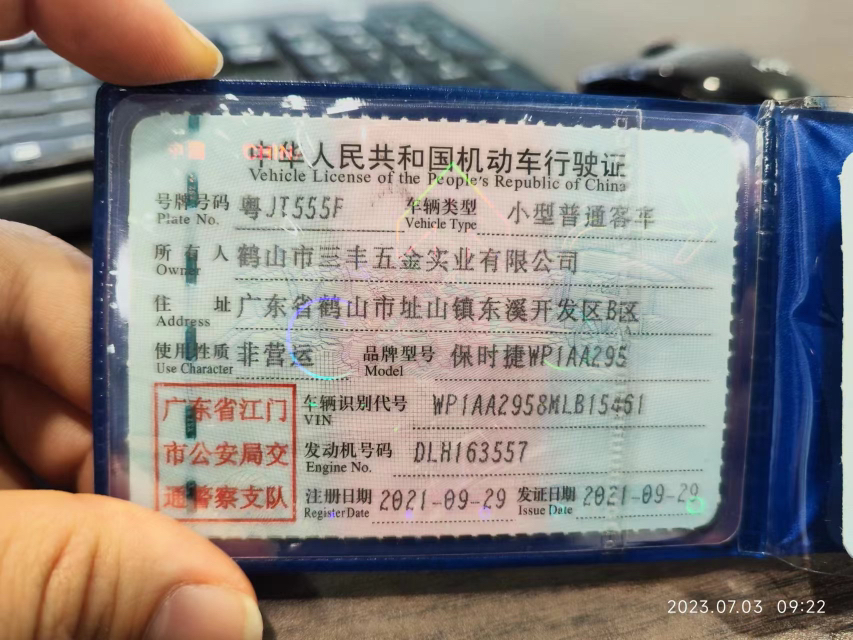 中国 CHINA
中华人民共和国机动车行驶证
Vehicle License of the People's Republic of China
号牌号码 粤JT555F 车辆类型 小型普通客车
Plate No. Vehicle Type
所有人 鹤山市三丰五金实业有限公司
Owner
住址 广东省鹤山市址山镇东溪开发区B区
Address
使用性质 非营运 品牌型号 保时捷WP1AA295
Use Character Model
广东省江门 车辆识别代号 WP1AA2958MLB15461
VIN
市公安局交 发动机号码 DLH163557
Engine No.
通警察支队 注册日期 2021-09-29 发证日期 2021-09-29
Register Date Issue Date
2023.07.03 09:22